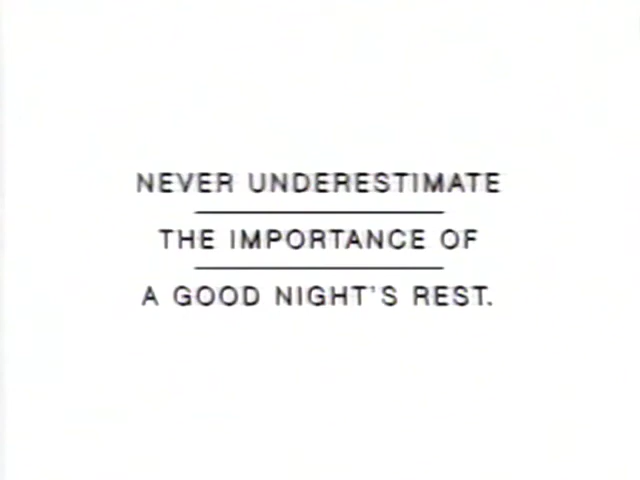 NEVER UNDERESTIMATE
THE IMPORTANCE OF
A GOOD NIGHT'S REST.